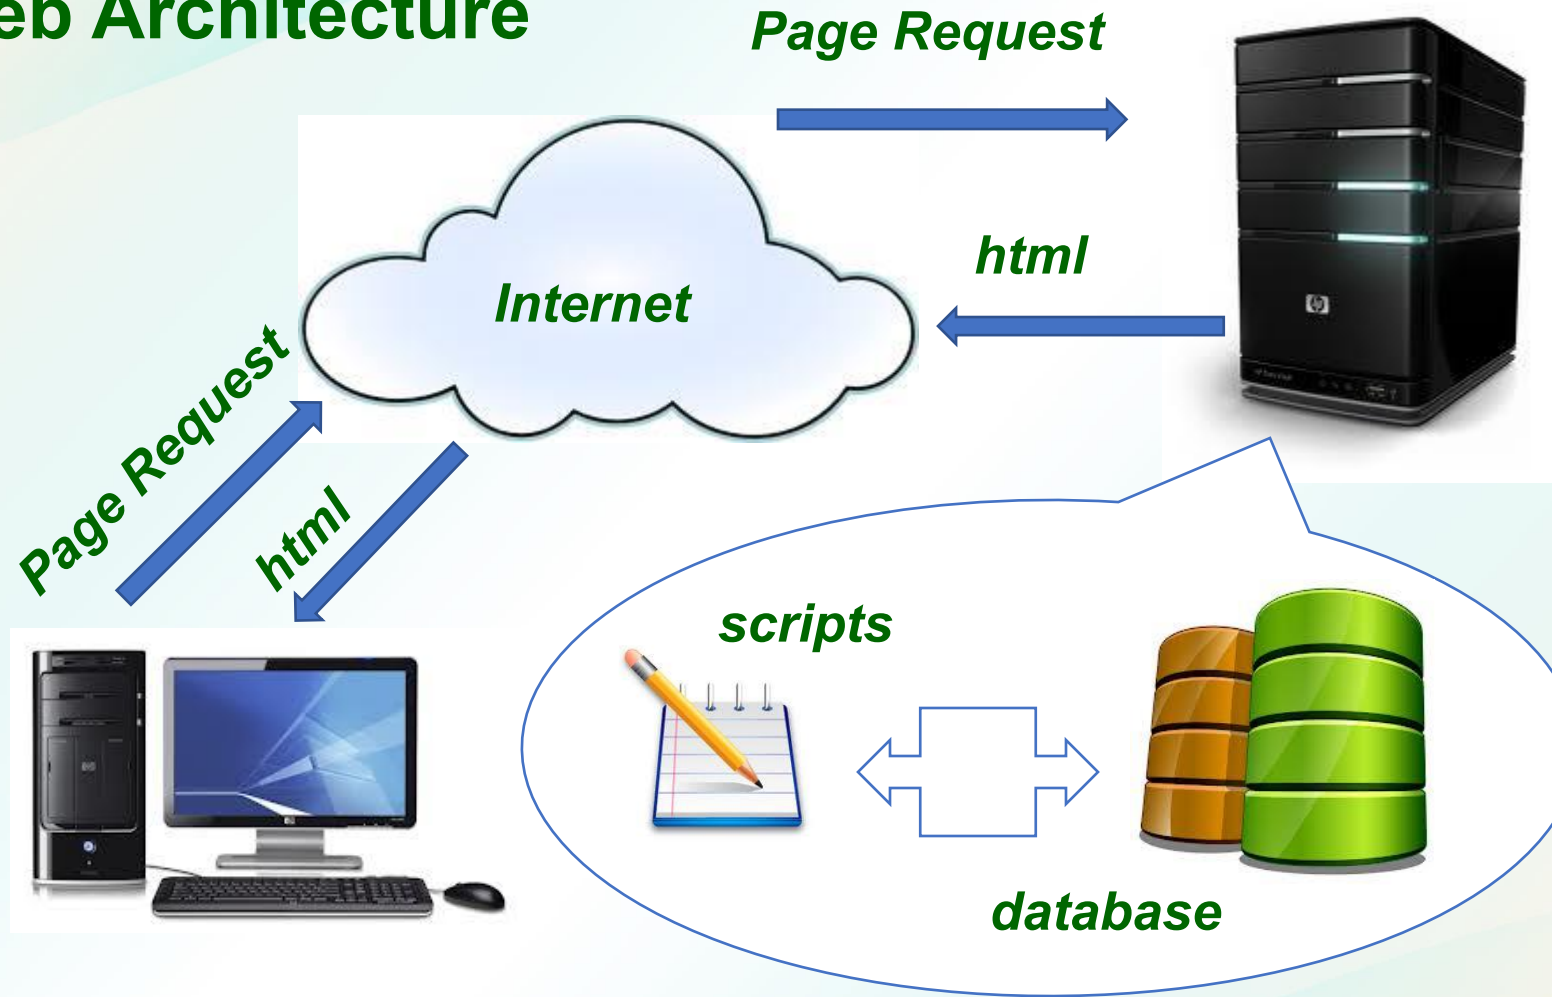 eb Architecture
Page Request
html
Internet
Page Request
html
scripts
database